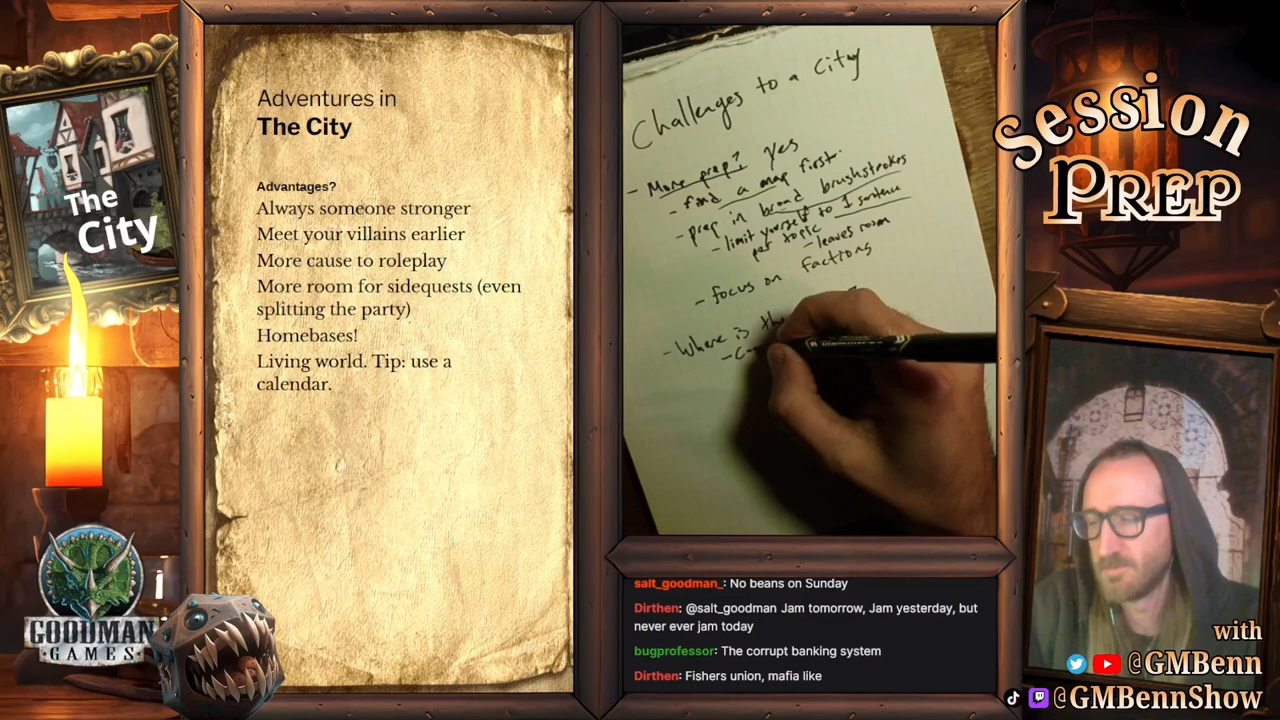 The
City
GOODMAN
GAMES
Adventures in
The City
Advantages?
Always someone stronger
Meet your villains earlier
More cause to roleplay
More room for sidequests (even
splitting the party)
Homebases!
Living world. Tip: use a
calendar.
Challenges to a City
- More prep? yes
- find a map first.
- prep in broad brushstrokes
- limit yourself to 1 sentence
per topic
- leaves room
- focus on factions
- Where is the
salt_goodman_: No beans on Sunday
Dirthen: @salt_goodman Jam tomorrow, Jam yesterday, but
never ever jam today
bugprofessor: The corrupt banking system
Dirthen: Fishers union, mafia like
Session
PREP
with
@GMBenn
@GMBennShow